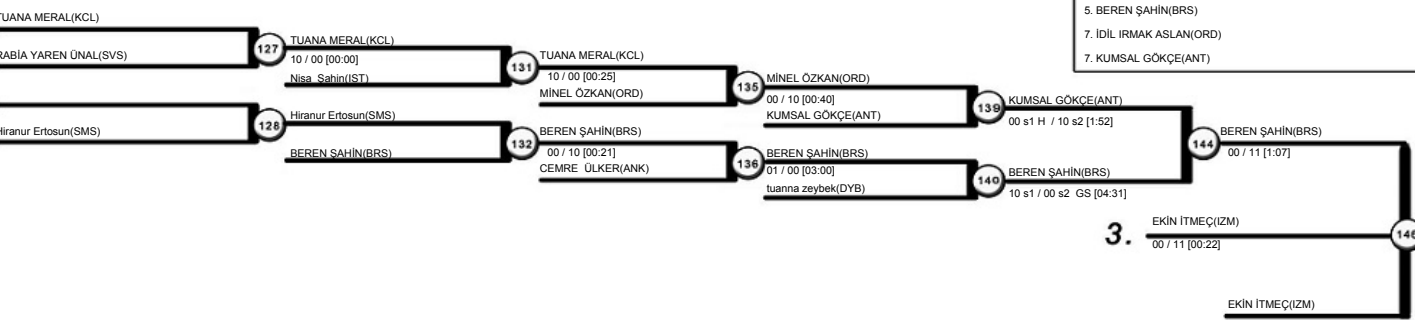 TUANA MERAL(KCL)
RABİA YAREN ÜNAL(SVS)
127
TUANA MERAL(KCL)
10 / 00 [00:00]
Nisa Sahin(IST)
131
TUANA MERAL(KCL)
10 / 00 [00:25]
MİNEL ÖZKAN(ORD)
135
MİNEL ÖZKAN(ORD)
00 / 10 [00:40]
KUMSAL GÖKÇE(ANT)
139
KUMSAL GÖKÇE(ANT)
00 s1 H / 10 s2 [1:52]
Hiranur Ertosun(SMS)
128
Hiranur Ertosun(SMS)
BEREN ŞAHİN(BRS)
132
BEREN ŞAHİN(BRS)
00 / 10 [00:21]
CEMRE ÜLKER(ANK)
136
BEREN ŞAHİN(BRS)
01 / 00 [03:00]
tuanna zeybek(DYB)
140
BEREN ŞAHİN(BRS)
10 s1 / 00 s2 GS [04:31]
144
BEREN ŞAHİN(BRS)
00 / 11 [1:07]
3.
EKİN İTMEÇ(IZM)
00 / 11 [00:22]
146
EKİN İTMEÇ(IZM)
5. BEREN ŞAHİN(BRS)
7. İDİL IRMAK ASLAN(ORD)
7. KUMSAL GÖKÇE(ANT)